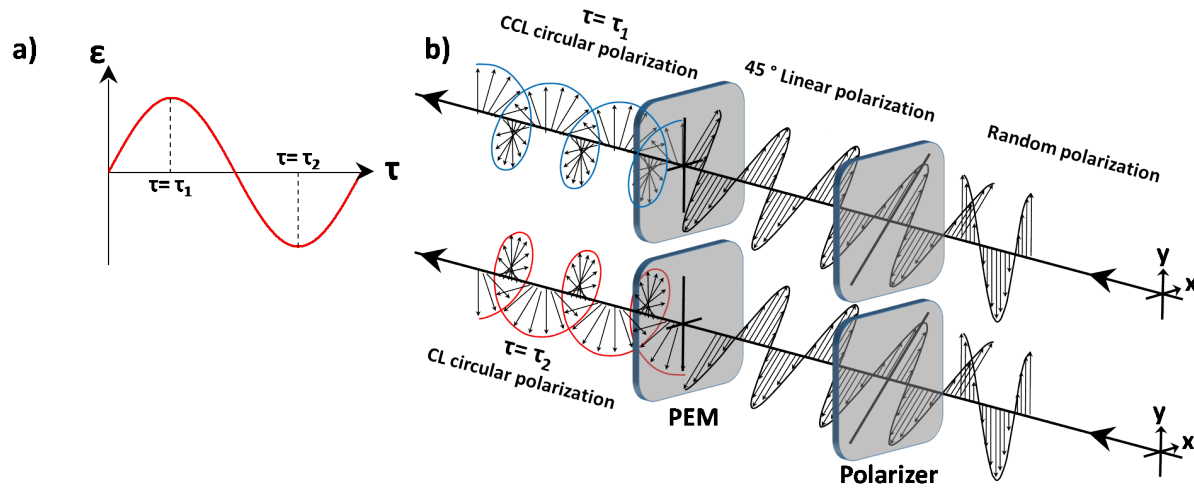 a)
ε
τ
τ= τ1
τ= τ2
b)
τ= τ1
CCL circular polarization
45 ° Linear polarization
Random polarization
y
x
τ= τ2
CL circular polarization
PEM
Polarizer
y
x